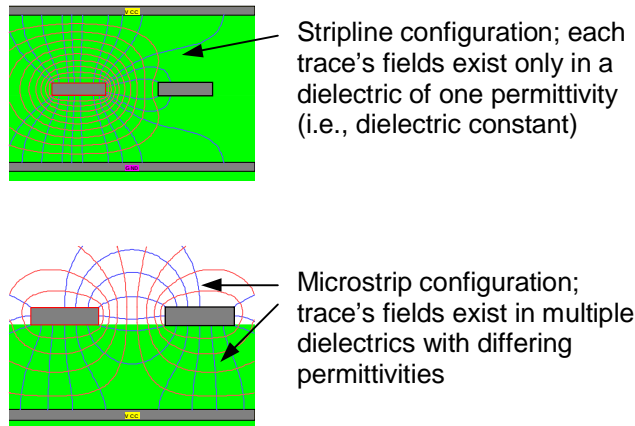 VCC
Stripline configuration; each
trace's fields exist only in a
dielectric of one permittivity
(i.e., dielectric constant)
GND
Microstrip configuration;
trace's fields exist in multiple
dielectrics with differing
permittivities
VCC